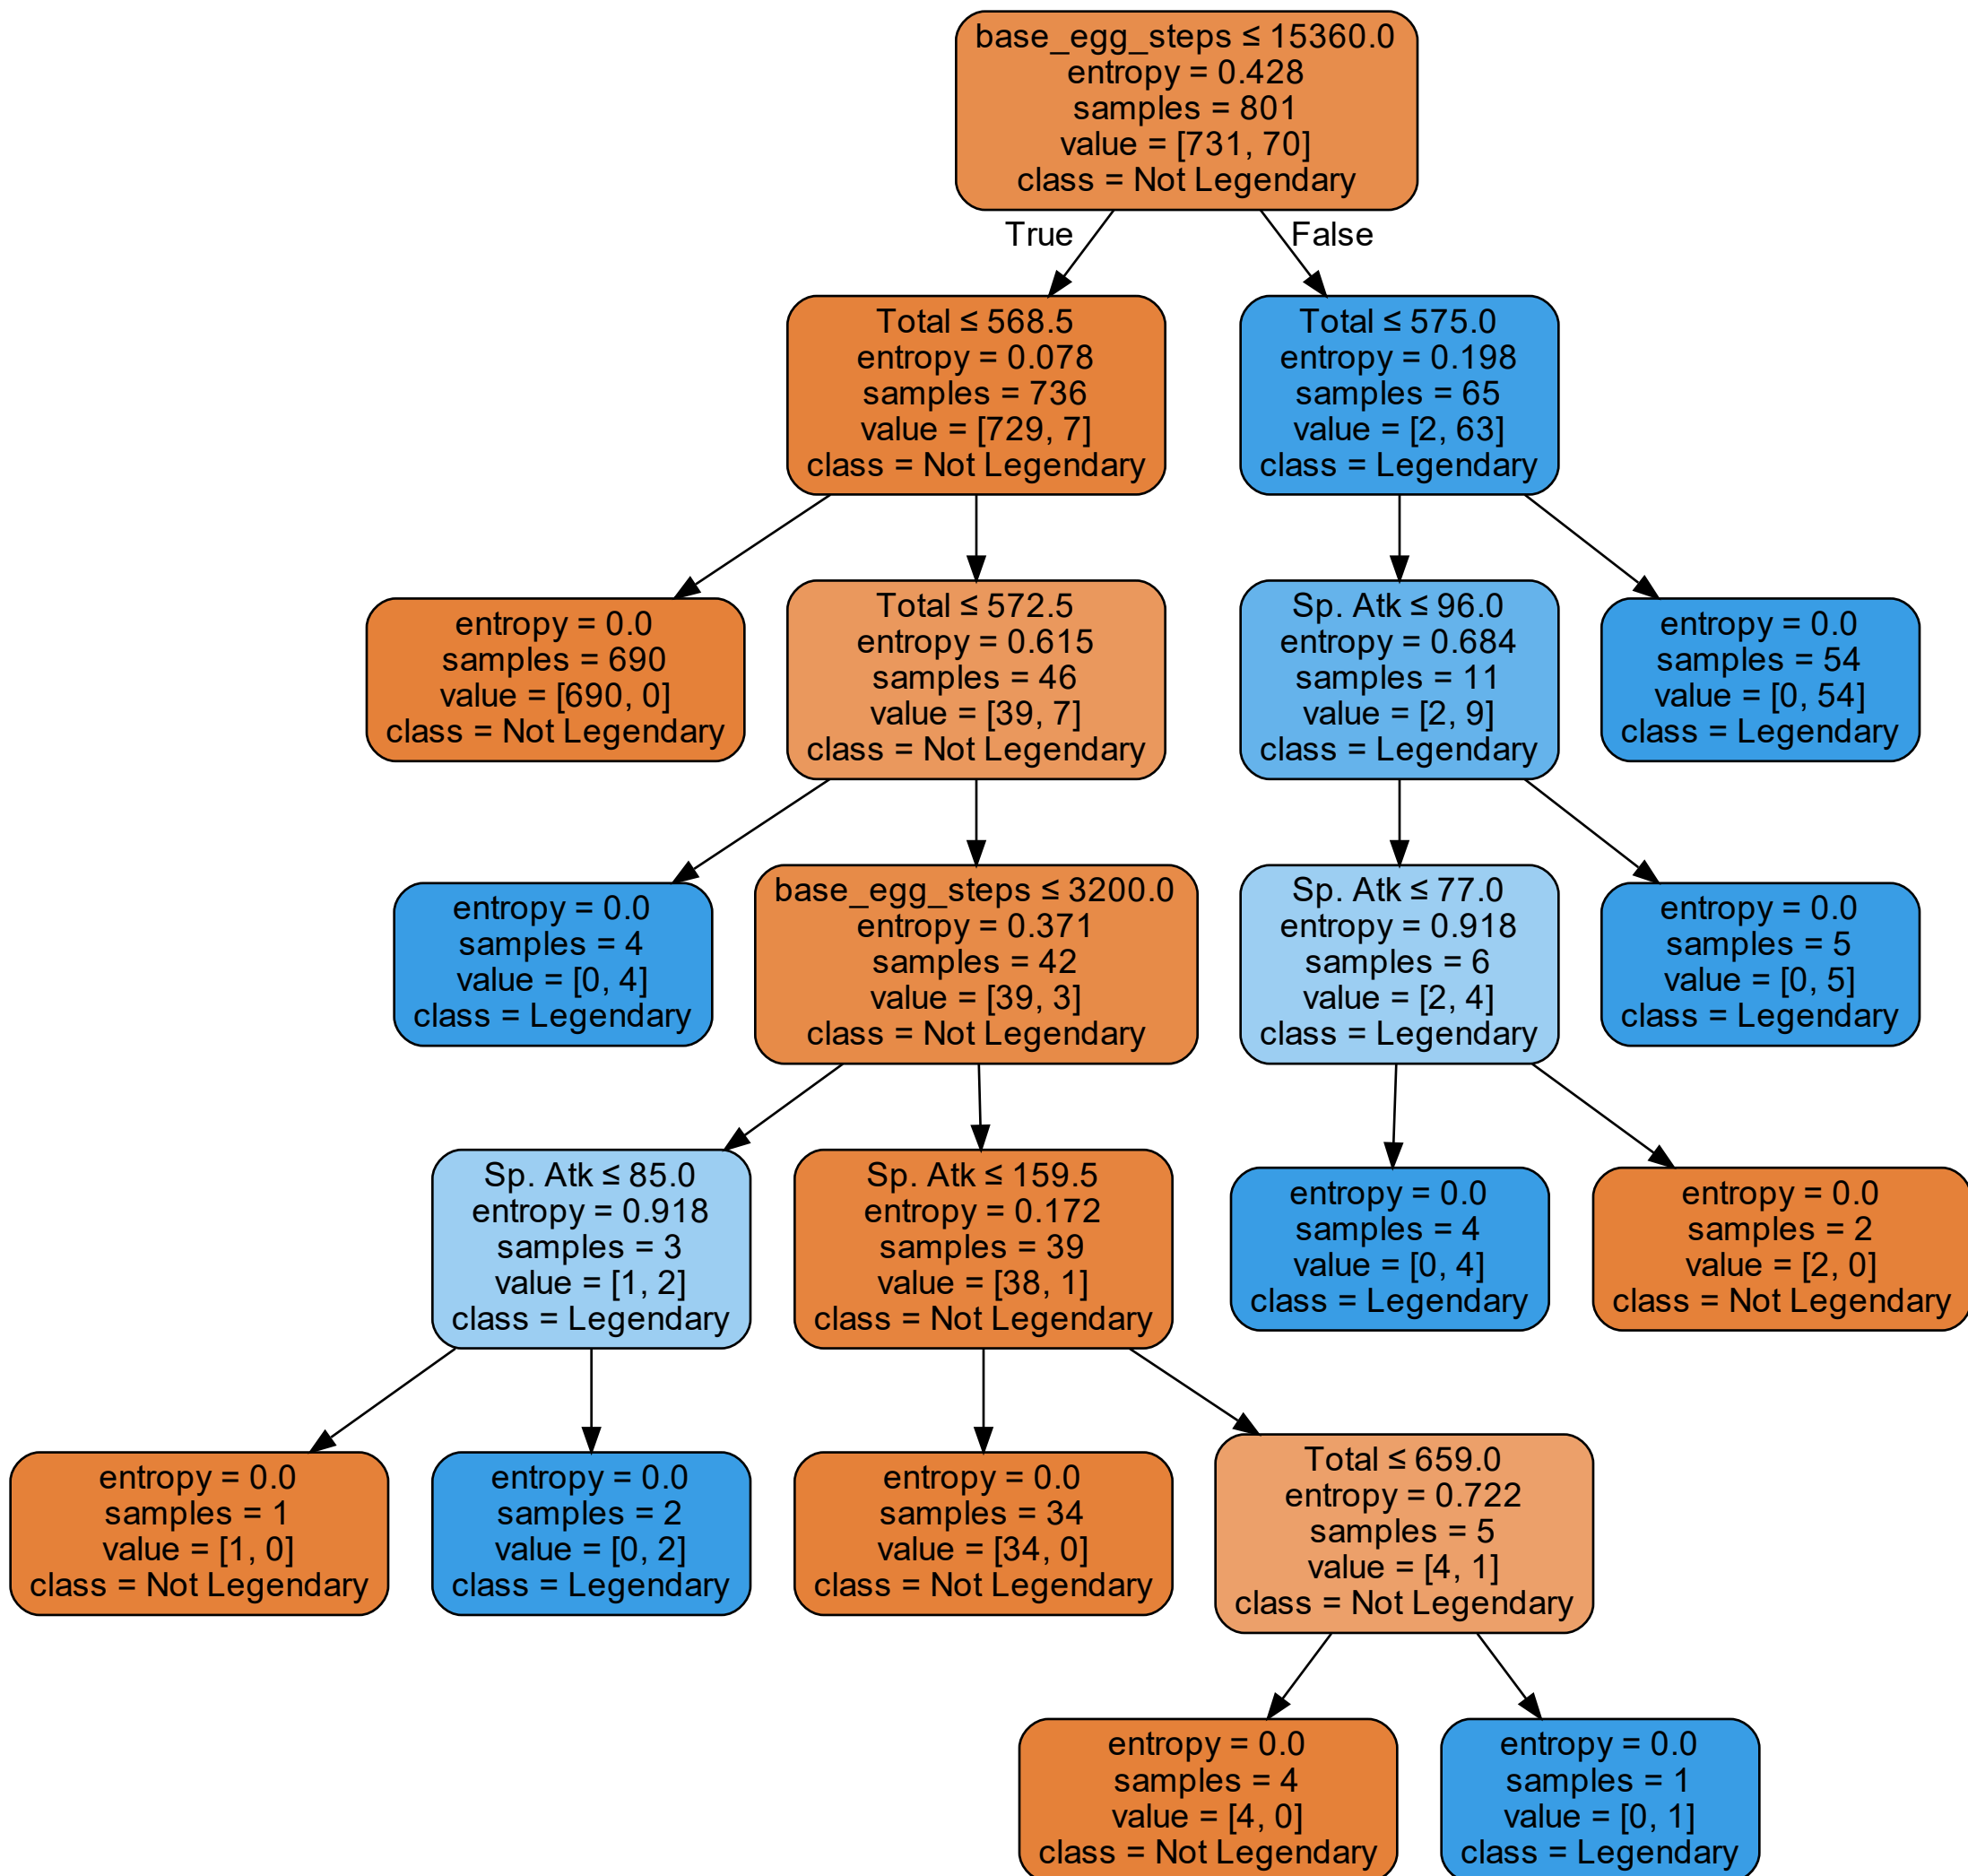 base_egg_steps ≤ 15360.0
entropy = 0.428
samples = 801
value = [731, 70]
class = Not Legendary
True
False
Total ≤ 568.5
entropy = 0.078
samples = 736
value = [729, 7]
class = Not Legendary
Total ≤ 575.0
entropy = 0.198
samples = 65
value = [2, 63]
class = Legendary
entropy = 0.0
samples = 690
value = [690, 0]
class = Not Legendary
Total ≤ 572.5
entropy = 0.615
samples = 46
value = [39, 7]
class = Not Legendary
Sp. Atk ≤ 96.0
entropy = 0.684
samples = 11
value = [2, 9]
class = Legendary
entropy = 0.0
samples = 54
value = [0, 54]
class = Legendary
entropy = 0.0
samples = 4
value = [0, 4]
class = Legendary
base_egg_steps ≤ 3200.0
entropy = 0.371
samples = 42
value = [39, 3]
class = Not Legendary
Sp. Atk ≤ 77.0
entropy = 0.918
samples = 6
value = [2, 4]
class = Legendary
entropy = 0.0
samples = 5
value = [0, 5]
class = Legendary
Sp. Atk ≤ 85.0
entropy = 0.918
samples = 3
value = [1, 2]
class = Legendary
Sp. Atk ≤ 159.5
entropy = 0.172
samples = 39
value = [38, 1]
class = Not Legendary
entropy = 0.0
samples = 4
value = [0, 4]
class = Legendary
entropy = 0.0
samples = 2
value = [2, 0]
class = Not Legendary
entropy = 0.0
samples = 1
value = [1, 0]
class = Not Legendary
entropy = 0.0
samples = 2
value = [0, 2]
class = Legendary
entropy = 0.0
samples = 34
value = [34, 0]
class = Not Legendary
Total ≤ 659.0
entropy = 0.722
samples = 5
value = [4, 1]
class = Not Legendary
entropy = 0.0
samples = 4
value = [4, 0]
class = Not Legendary
entropy = 0.0
samples = 1
value = [0, 1]
class = Legendary